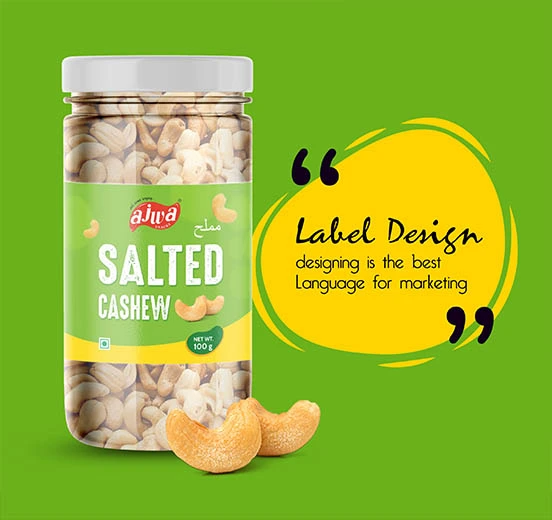 ajwa
مملح
SALTED
CASHEW
NET WT.
100 g
Label Design
designing is the best
Language for marketing